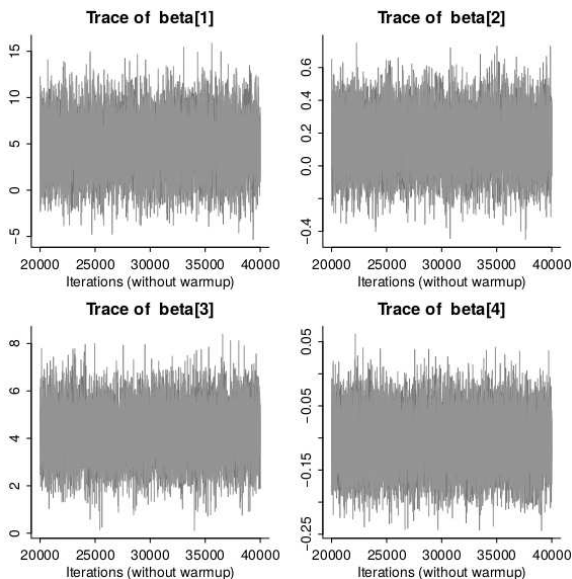 Trace of beta[1]
15
10
5
0
−5
20000 25000 30000 35000 40000
Iterations (without warmup)
Trace of beta[2]
0.6
0.4
0.2
0.0
−0.4
20000 25000 30000 35000 40000
Iterations (without warmup)
Trace of beta[3]
8
6
4
2
0
20000 25000 30000 35000 40000
Iterations (without warmup)
Trace of beta[4]
0.05
−0.05
−0.15
−0.25
20000 25000 30000 35000 40000
Iterations (without warmup)